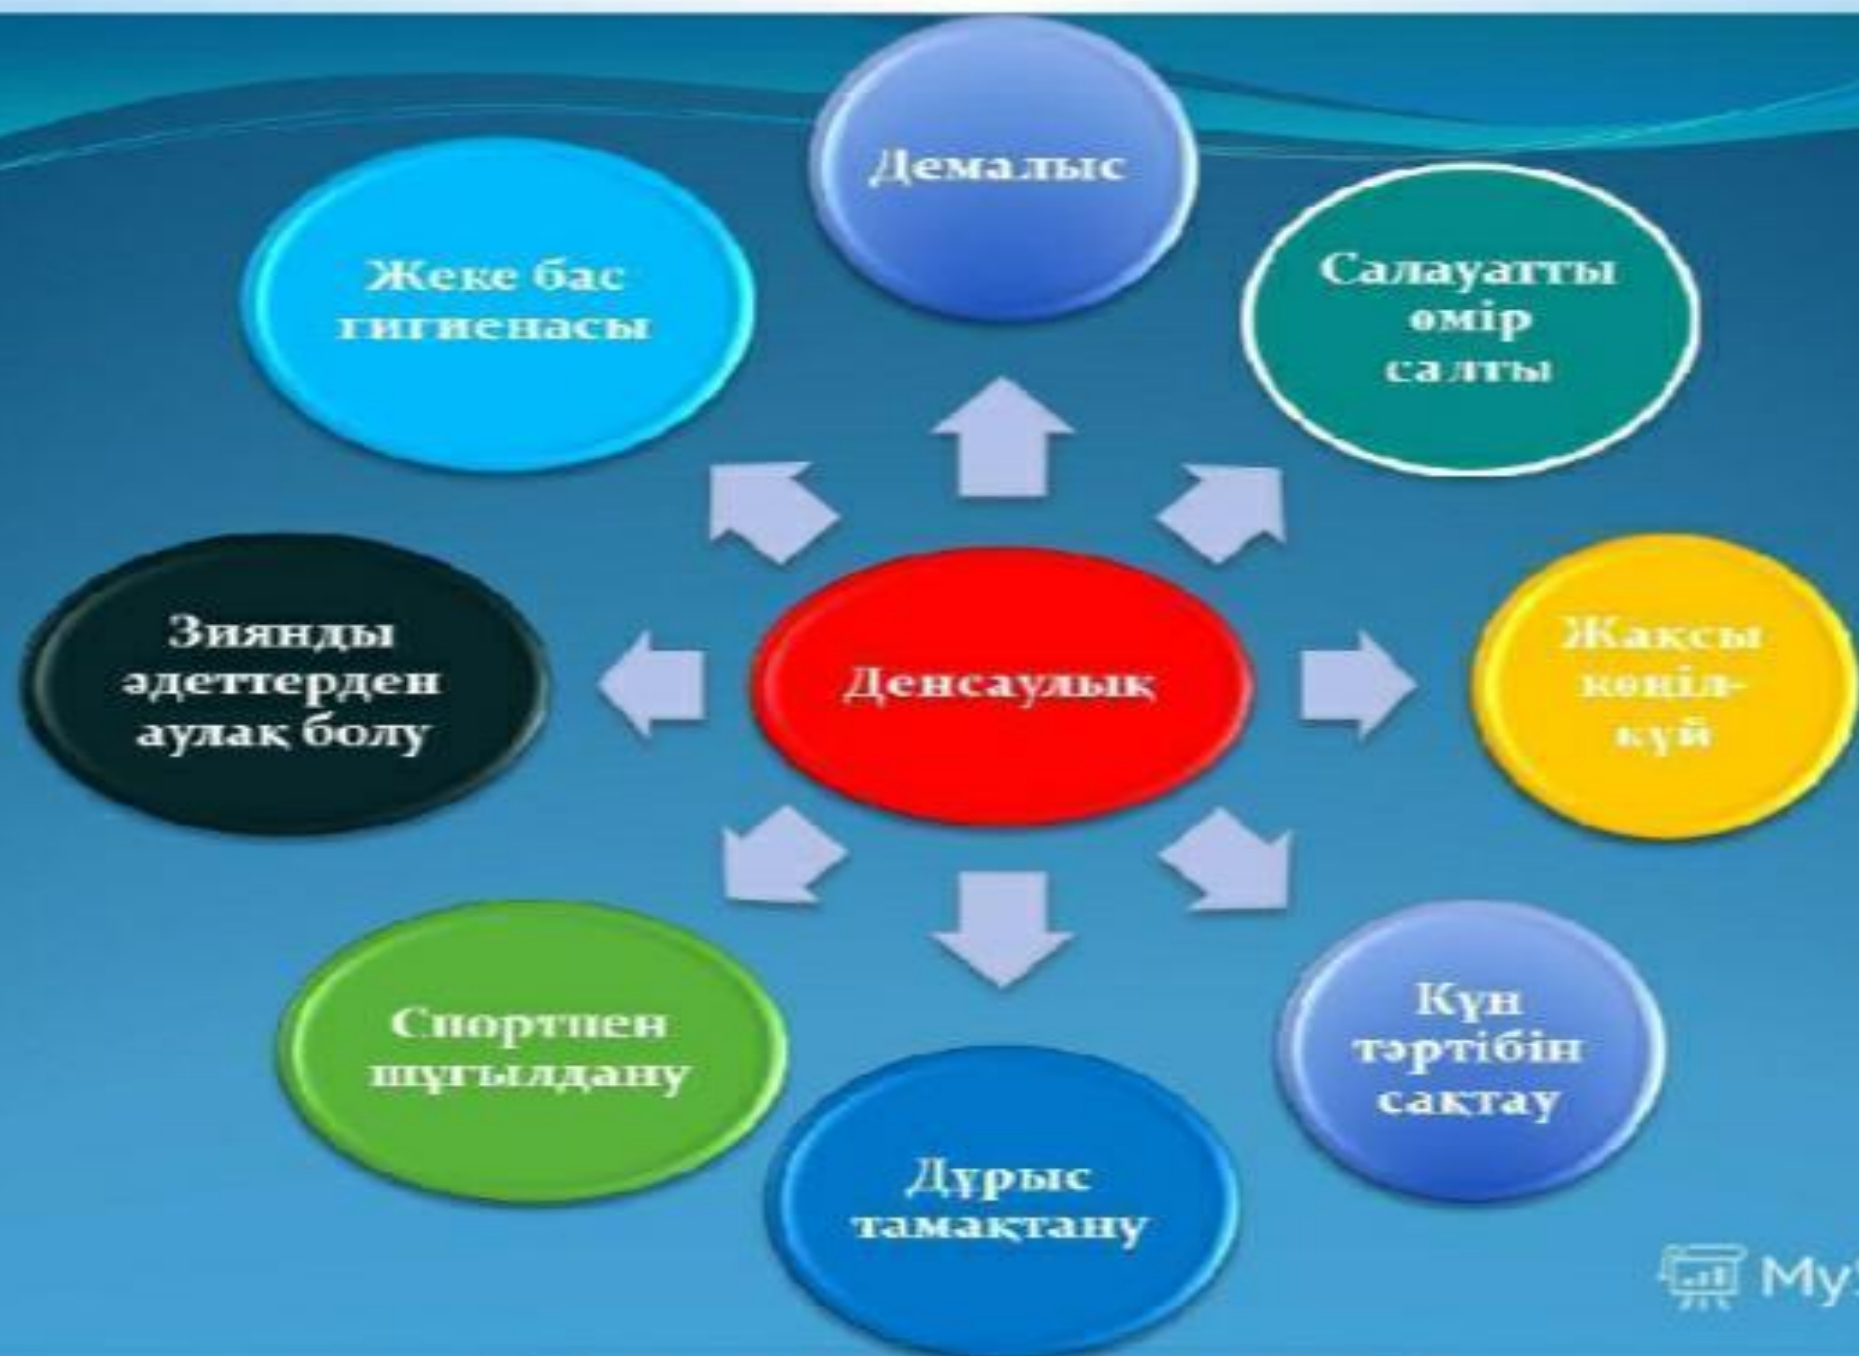 Демалыс
Жеке бас
гигиенасы
Салауатты
өмір
салты
Зиянды
әдеттерден
аулақ болу
Денсаулық
Жақсы
көңіл-
күй
Спортпен
шұғылдану
Күн
тәртібін
сақтау
Дұрыс
тамақтану